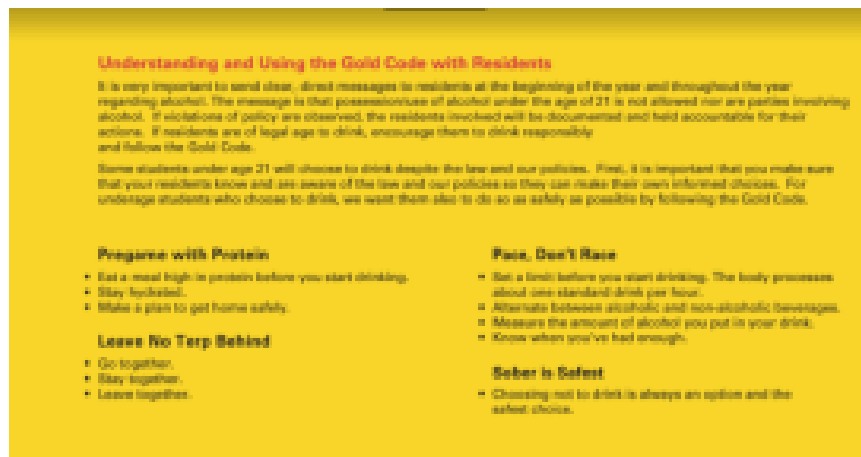 Understanding and Using the Gold Code with Residents
It is very important to send clear, direct messages to residents at the beginning of the year and throughout the year
regarding alcohol. The message is that possession/use of alcohol under the age of 21 is not allowed nor are parties involving
alcohol. If violations of policy are observed, the residents involved will be documented and held accountable for their
actions. If residents are of legal age to drink, encourage them to drink responsibly
and follow the Gold Code.
Some students under age 21 will choose to drink despite the law and our policies. First, it is important that you make sure
that your residents know and are aware of the law and our policies so they can make their own informed choices. For
underage students who choose to drink, we want them also to do so as safely as possible by following the Gold Code.
Pregame with Protein
• Eat a meal high in protein before you start drinking.
• Stay hydrated.
• Make a plan to get home safely.
Leave No Terp Behind
• Go together.
• Stay together.
• Leave together.
Pace, Don't Race
• Set a limit before you start drinking. The body processes
about one standard drink per hour.
• Alternate between alcoholic and non-alcoholic beverages.
• Measure the amount of alcohol you put in your drink.
• Know when you've had enough.
Sober is Safest
• Choosing not to drink is always an option and the
safest choice.